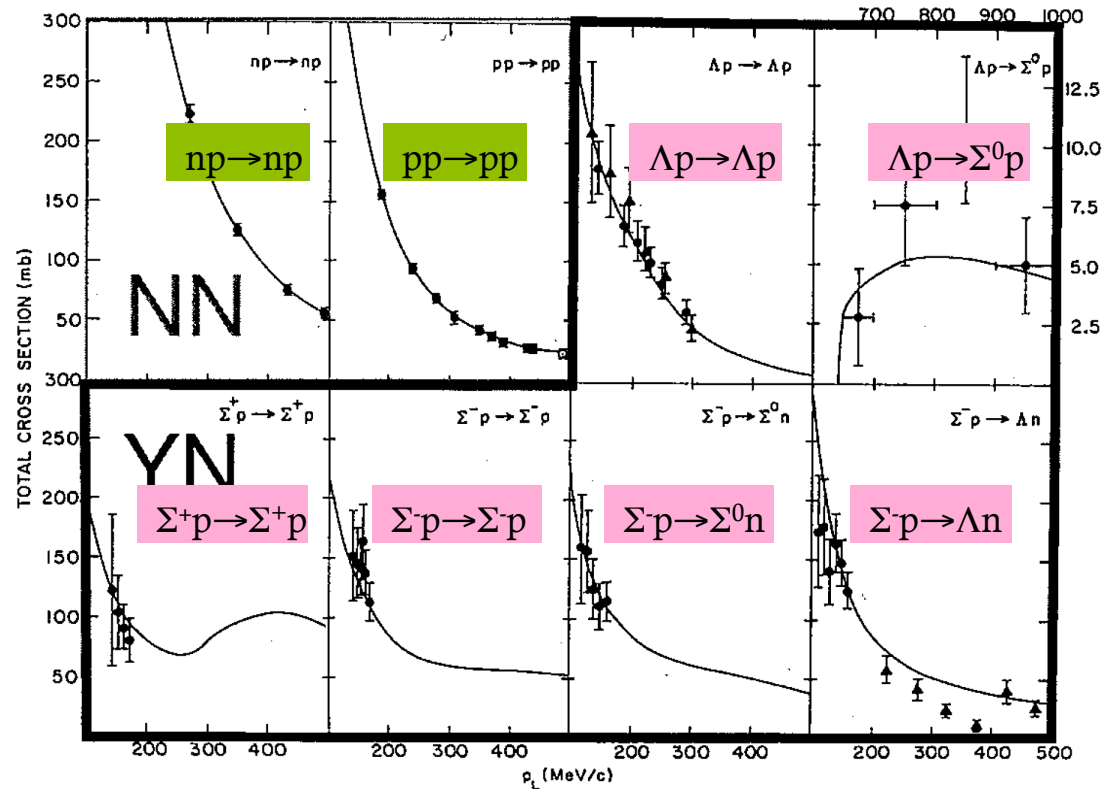 700 800 900 1000
300 np→np pp→pp Λp→Λp Λp→Σ⁰p
250 12.5
200 np→np pp→pp Λp→Λp Λp→Σ⁰p 10.0
150 7.5
100 5.0
50 NN 2.5
300 Σ⁺p→Σ⁺p Σ⁻p→Σ⁻p Σ⁻p→Σ⁰n Σ⁻p→Λn
250 YN
200 Σ⁺p→Σ⁺p Σ⁻p→Σ⁻p Σ⁻p→Σ⁰n Σ⁻p→Λn
150
100
50
TOTAL CROSS SECTION (mb)
200 400 200 400 200 400 200 300 400 500
p_L (MeV/c)